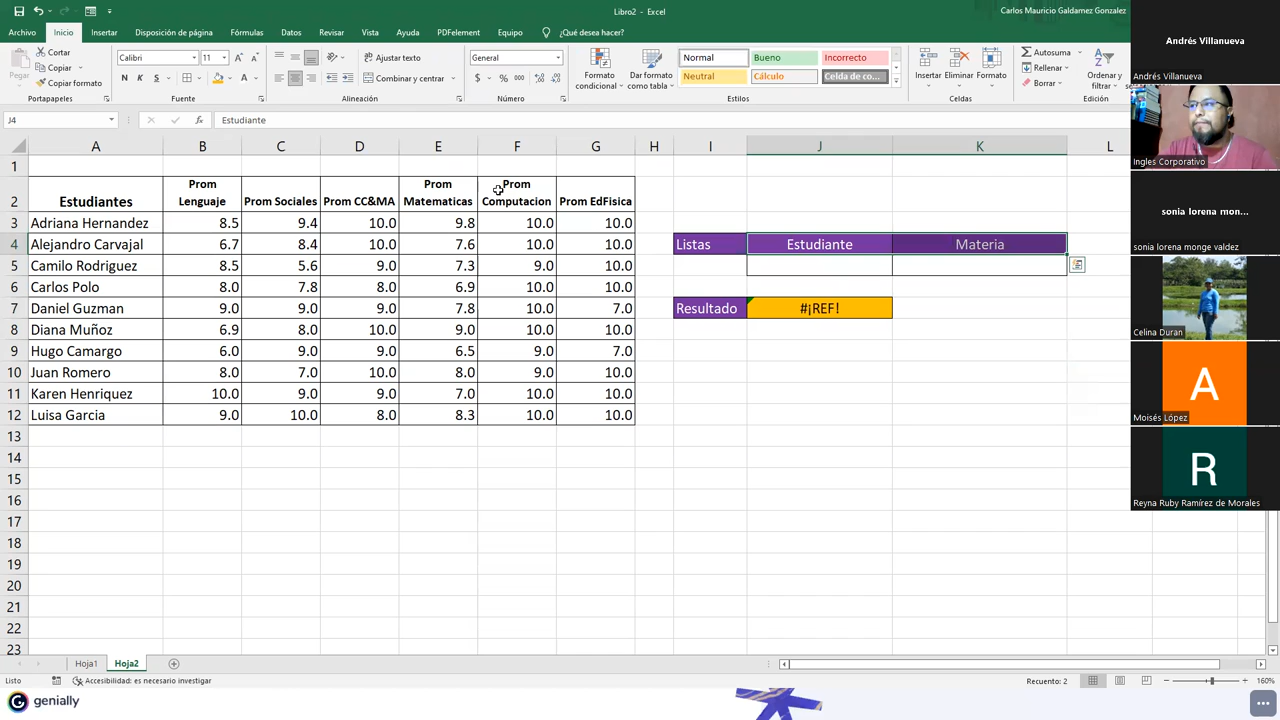 Libro2 - Excel
Carlos Mauricio Galdamez Gonzalez
Archivo Inicio Insertar Disposición de página Fórmulas Datos Revisar Vista Ayuda PDFelement Equipo ¿Qué desea hacer?
Pegar
Cortar
Copiar
Copiar formato
Portapapeles
Calibri 11
N K S
Fuente
Ajustar texto
Combinar y centrar
Alineación
General
$ % 000
Número
Formato condicional
Dar formato como tabla
Normal Bueno Incorrecto
Neutral Cálculo Celda de co...
Estilos
Insertar Eliminar Formato
Celdas
Autosuma
Rellenar
Borrar
Ordenar y filtrar
Edición
J4 fx Estudiante
A B C D E F G H I J K L
1
2 Estudiantes Prom Lenguaje Prom Sociales Prom CC&MA Prom Matematicas Prom Computacion Prom EdFisica
3 Adriana Hernandez 8.5 9.4 10.0 9.8 10.0 10.0
4 Alejandro Carvajal 6.7 8.4 10.0 7.6 10.0 10.0 Listas Estudiante Materia
5 Camilo Rodriguez 8.5 5.6 9.0 7.3 9.0 10.0
6 Carlos Polo 8.0 7.8 8.0 6.9 10.0 10.0
7 Daniel Guzman 9.0 9.0 9.0 7.8 10.0 7.0 Resultado #¡REF!
8 Diana Muñoz 6.9 8.0 10.0 9.0 10.0 10.0
9 Hugo Camargo 6.0 9.0 9.0 6.5 9.0 7.0
10 Juan Romero 8.0 7.0 10.0 8.0 9.0 10.0
11 Karen Henriquez 10.0 9.0 9.0 7.0 10.0 10.0
12 Luisa Garcia 9.0 10.0 8.0 8.3 10.0 10.0
13
14
15
16
17
18
19
20
21
22
23
Hoja1 Hoja2
Listo Accesibilidad: es necesario investigar Recuento: 2 160%
genially
Andrés Villanueva
Andrés Villanueva
Ingles Corporativo
sonia lorena mon...
sonia lorena monge valdez
Celina Duran
A
Moisés López
R
Reyna Ruby Ramírez de Morales